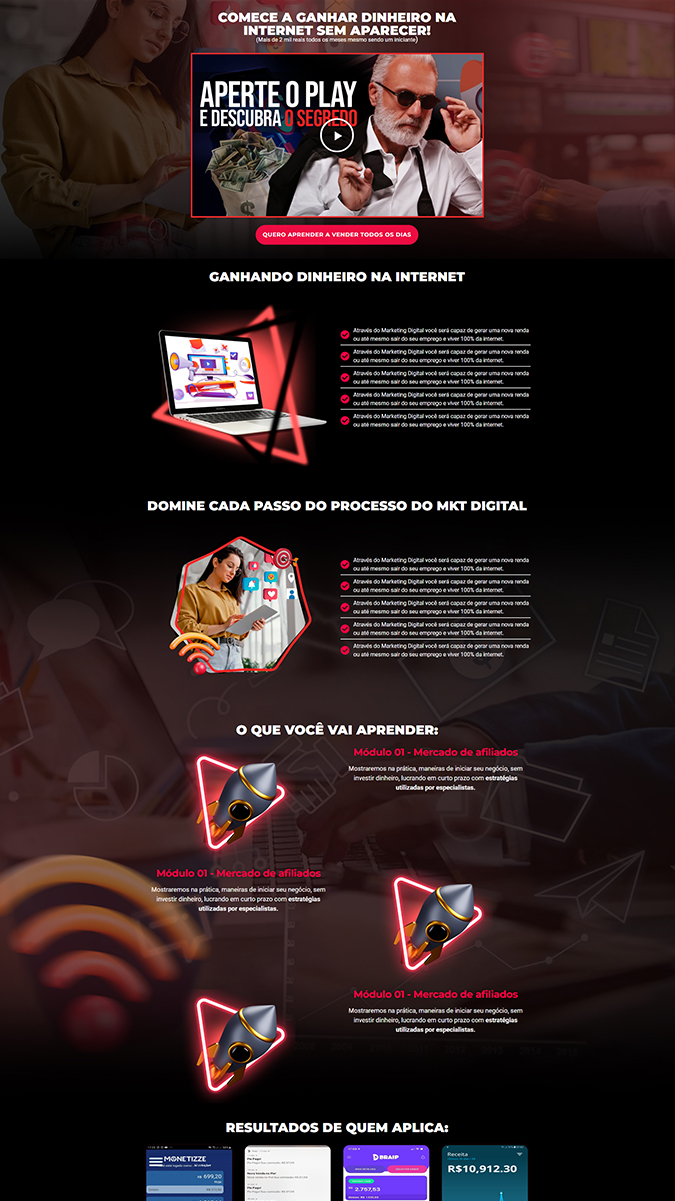 COMECE A GANHAR DINHEIRO NA
INTERNET SEM APARECER!
(Mais de 2 mil reais todos os meses mesmo sendo um iniciante)
APERTE O PLAY
E DESCUBRA O SEGREDO
QUERO APRENDER A VENDER TODOS OS DIAS
GANHANDO DINHEIRO NA INTERNET
Através do Marketing Digital você será capaz de gerar uma nova renda
ou até mesmo sair do seu emprego e viver 100% da internet.
Através do Marketing Digital você será capaz de gerar uma nova renda
ou até mesmo sair do seu emprego e viver 100% da internet.
Através do Marketing Digital você será capaz de gerar uma nova renda
ou até mesmo sair do seu emprego e viver 100% da internet.
Através do Marketing Digital você será capaz de gerar uma nova renda
ou até mesmo sair do seu emprego e viver 100% da internet.
Através do Marketing Digital você será capaz de gerar uma nova renda
ou até mesmo sair do seu emprego e viver 100% da internet.
DOMINE CADA PASSO DO PROCESSO DO MKT DIGITAL
Através do Marketing Digital você será capaz de gerar uma nova renda
ou até mesmo sair do seu emprego e viver 100% da internet.
Através do Marketing Digital você será capaz de gerar uma nova renda
ou até mesmo sair do seu emprego e viver 100% da internet.
Através do Marketing Digital você será capaz de gerar uma nova renda
ou até mesmo sair do seu emprego e viver 100% da internet.
Através do Marketing Digital você será capaz de gerar uma nova renda
ou até mesmo sair do seu emprego e viver 100% da internet.
Através do Marketing Digital você será capaz de gerar uma nova renda
ou até mesmo sair do seu emprego e viver 100% da internet.
O QUE VOCÊ VAI APRENDER:
Módulo 01 - Mercado de afiliados
Mostraremos na prática, maneiras de iniciar seu negócio, sem
investir dinheiro, lucrando em curto prazo com estratégias
utilizadas por especialistas.
Módulo 01 - Mercado de afiliados
Mostraremos na prática, maneiras de iniciar seu negócio, sem
investir dinheiro, lucrando em curto prazo com estratégias
utilizadas por especialistas.
Módulo 01 - Mercado de afiliados
Mostraremos na prática, maneiras de iniciar seu negócio, sem
investir dinheiro, lucrando em curto prazo com estratégias
utilizadas por especialistas.
RESULTADOS DE QUEM APLICA:
MONETIZZE
R$ 699,20
BRAIP
R$ 2.757,53
Receita
R$10,912.30